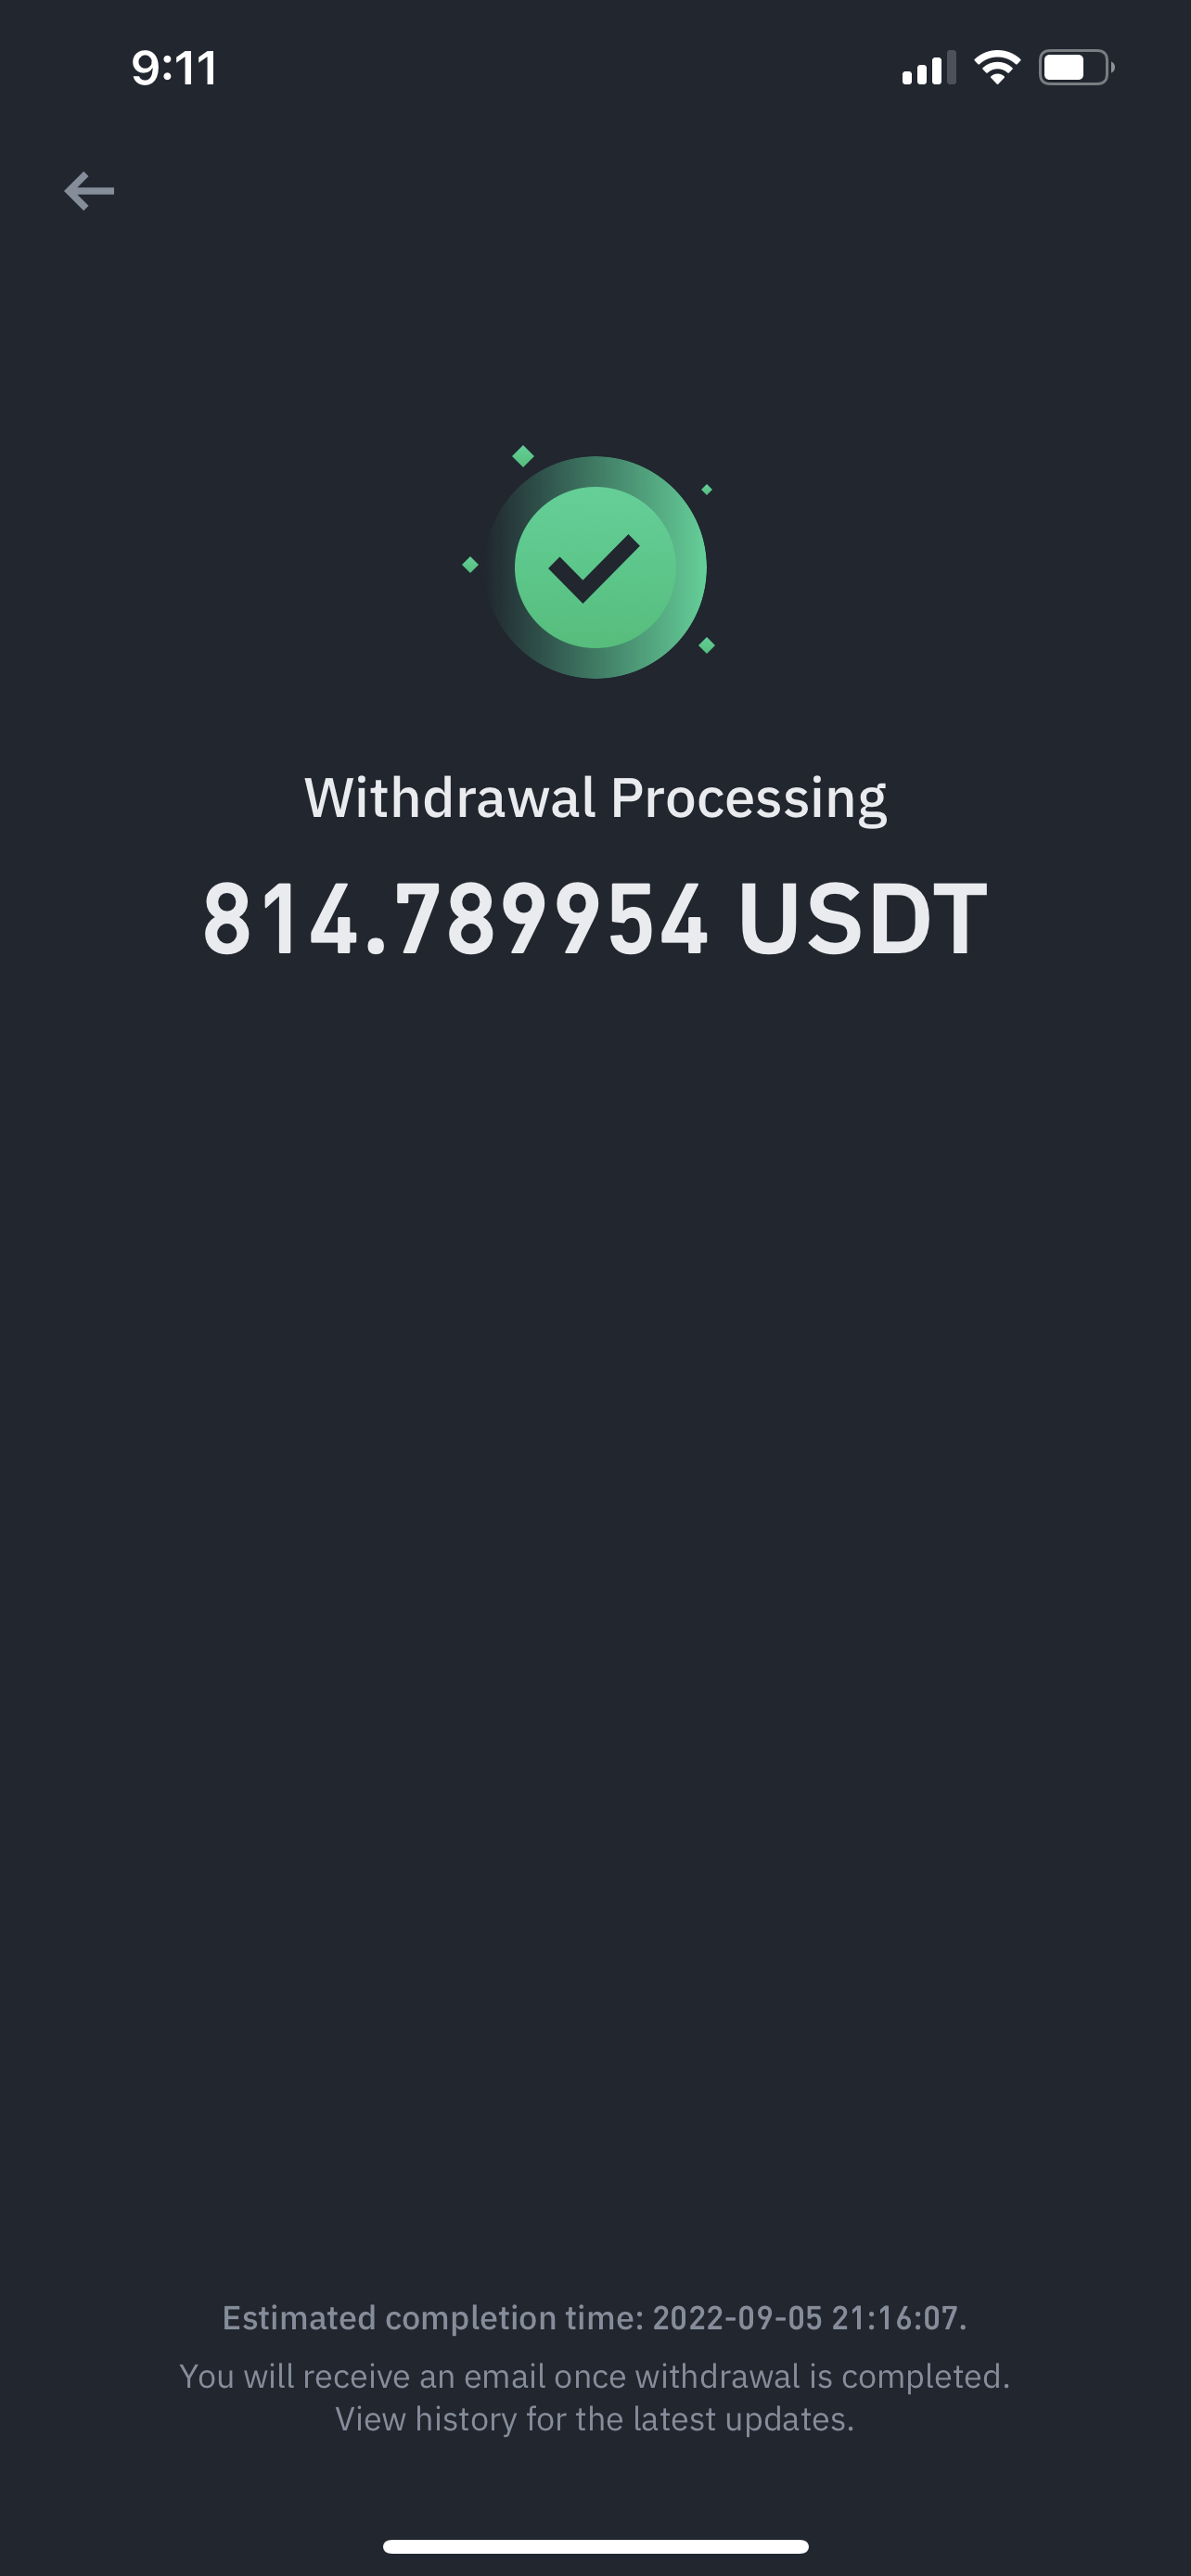 9:11
Withdrawal Processing
814.789954 USDT
Estimated completion time: 2022-09-05 21:16:07.
You will receive an email once withdrawal is completed.
View history for the latest updates.